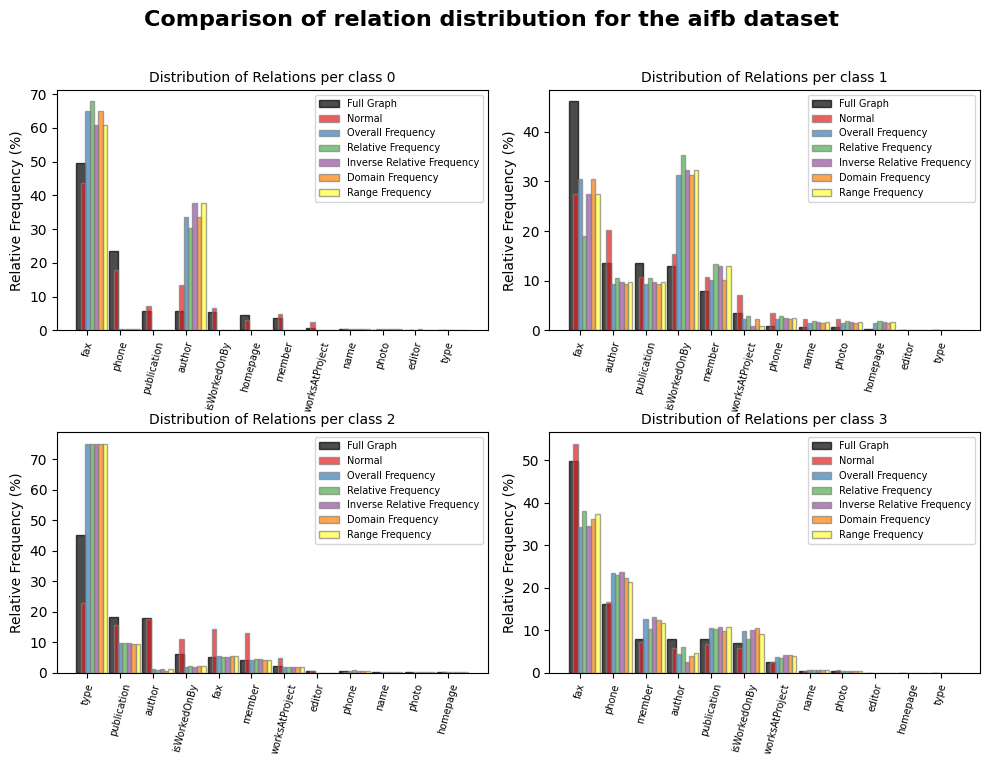 Comparison of relation distribution for the aifb dataset
Distribution of Relations per class 0
Relative Frequency (%)
70
60
50
40
30
20
10
0
Full Graph
Normal
Overall Frequency
Relative Frequency
Inverse Relative Frequency
Domain Frequency
Range Frequency
fax
phone
publication
author
isWorkedOnBy
homepage
member
worksAtProject
name
photo
editor
type
Distribution of Relations per class 1
Relative Frequency (%)
40
30
20
10
0
Full Graph
Normal
Overall Frequency
Relative Frequency
Inverse Relative Frequency
Domain Frequency
Range Frequency
fax
author
publication
isWorkedOnBy
member
worksAtProject
phone
name
photo
homepage
editor
type
Distribution of Relations per class 2
Relative Frequency (%)
70
60
50
40
30
20
10
0
Full Graph
Normal
Overall Frequency
Relative Frequency
Inverse Relative Frequency
Domain Frequency
Range Frequency
type
publication
author
isWorkedOnBy
fax
member
worksAtProject
editor
phone
name
photo
homepage
Distribution of Relations per class 3
Relative Frequency (%)
50
40
30
20
10
0
Full Graph
Normal
Overall Frequency
Relative Frequency
Inverse Relative Frequency
Domain Frequency
Range Frequency
fax
phone
member
author
publication
isWorkedOnBy
worksAtProject
name
photo
editor
homepage
type